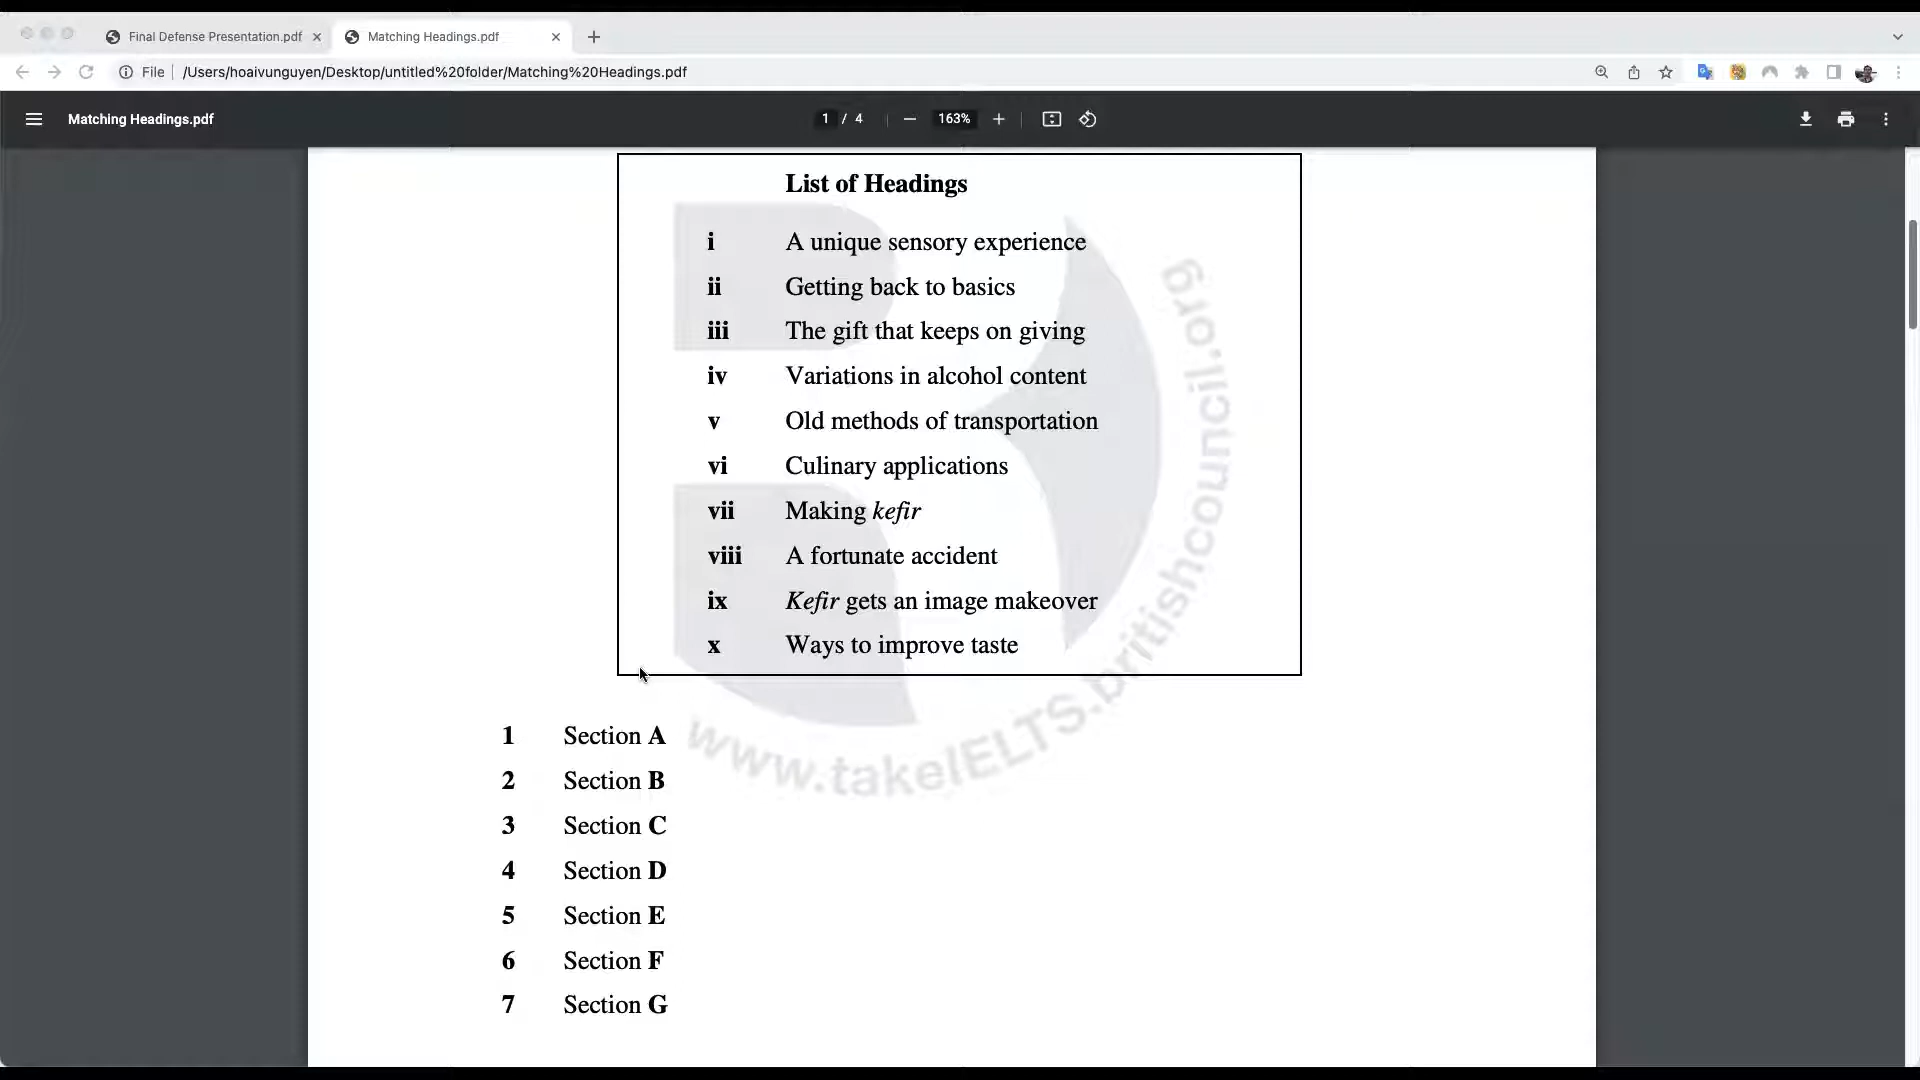 Final Defense Presentation.pdf
Matching Headings.pdf
File /Users/hoaivunguyen/Desktop/untitled%20folder/Matching%20Headings.pdf
Matching Headings.pdf
1 / 4
163%
List of Headings
i A unique sensory experience
ii Getting back to basics
iii The gift that keeps on giving
iv Variations in alcohol content
v Old methods of transportation
vi Culinary applications
vii Making kefir
viii A fortunate accident
ix Kefir gets an image makeover
x Ways to improve taste
1 Section A
2 Section B
3 Section C
4 Section D
5 Section E
6 Section F
7 Section G
www.takeIELTS.britishcouncil.org